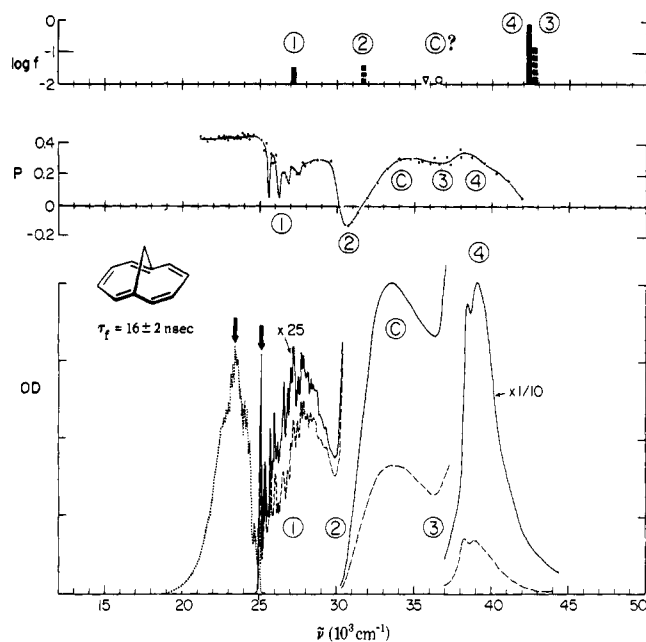 ④ ③
0
① ② Ⓒ?
log f -1
-2
0.4
P 0.2
Ⓒ ③ ④
0
①
-0.2 ②
④
τf = 16 ± 2 nsec
x 25
Ⓒ
OD
x1/10
① ② ③
15 20 25 30 35 40 45
ṽ (10³ cm⁻¹)